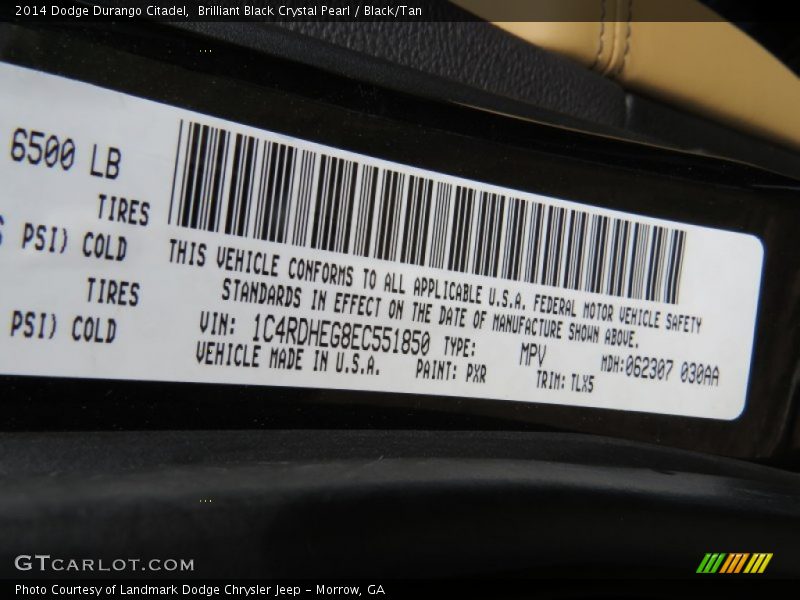 2014 Dodge Durango Citadel,  Brilliant Black Crystal Pearl / Black/Tan
6500 LB
TIRES
PSI) COLD
TIRES
PSI) COLD
THIS VEHICLE CONFORMS TO ALL APPLICABLE U.S.A. FEDERAL MOTOR VEHICLE SAFETY
STANDARDS IN EFFECT ON THE DATE OF MANUFACTURE SHOWN ABOVE.
VIN: 1C4RDHEG8EC551850 TYPE: MPV MDH:062307 030AA
VEHICLE MADE IN U.S.A. PAINT: PXR TRIM: TLX5
GTCARLOT.COM
Photo Courtesy of Landmark Dodge Chrysler Jeep – Morrow, GA